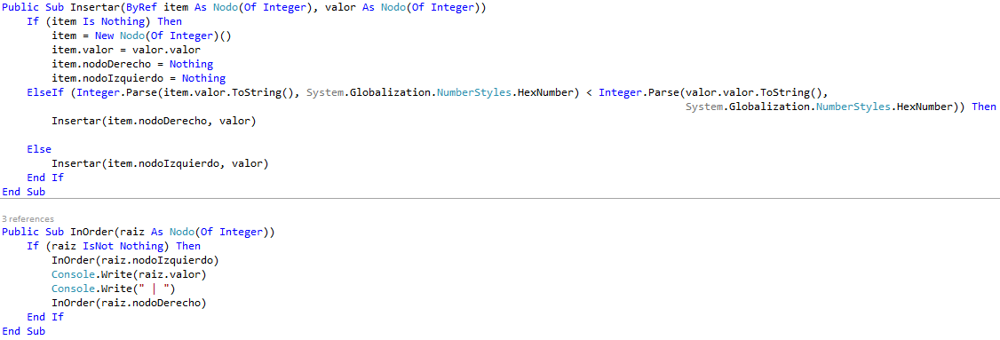 Public Sub Insertar(ByRef item As Nodo(Of Integer), valor As Nodo(Of Integer))
    If (item Is Nothing) Then
        item = New Nodo(Of Integer)()
        item.valor = valor.valor
        item.nodoDerecho = Nothing
        item.nodoIzquierdo = Nothing
    ElseIf (Integer.Parse(item.valor.ToString(), System.Globalization.NumberStyles.HexNumber) < Integer.Parse(valor.valor.ToString(),
                                                                                                              System.Globalization.NumberStyles.HexNumber)) Then
        Insertar(item.nodoDerecho, valor)
    Else
        Insertar(item.nodoIzquierdo, valor)
    End If
End Sub
3 references
Public Sub InOrder(raiz As Nodo(Of Integer))
    If (raiz IsNot Nothing) Then
        InOrder(raiz.nodoIzquierdo)
        Console.Write(raiz.valor)
        Console.Write(" | ")
        InOrder(raiz.nodoDerecho)
    End If
End Sub